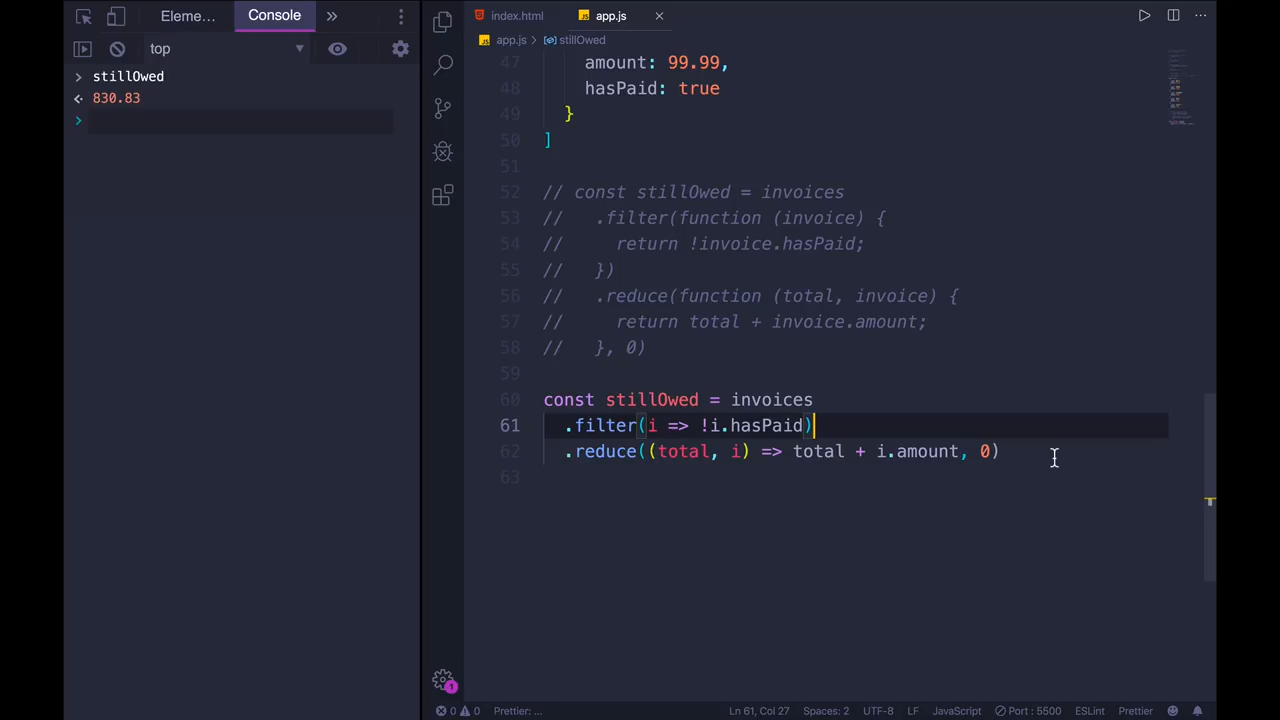 Eleme...
Console
top
stillOwed
830.83
index.html
app.js
app.js
stillOwed
47 amount: 99.99,
48 hasPaid: true
49 }
50 ]
51
52 // const stillOwed = invoices
53 // .filter(function (invoice) {
54 // return !invoice.hasPaid;
55 // })
56 // .reduce(function (total, invoice) {
57 // return total + invoice.amount;
58 // }, 0)
59
60 const stillOwed = invoices
61 .filter(i => !i.hasPaid)
62 .reduce((total, i) => total + i.amount, 0)
63
1
0 0 Prettier: ... Ln 61, Col 27 Spaces: 2 UTF-8 LF JavaScript Port : 5500 ESLint Prettier